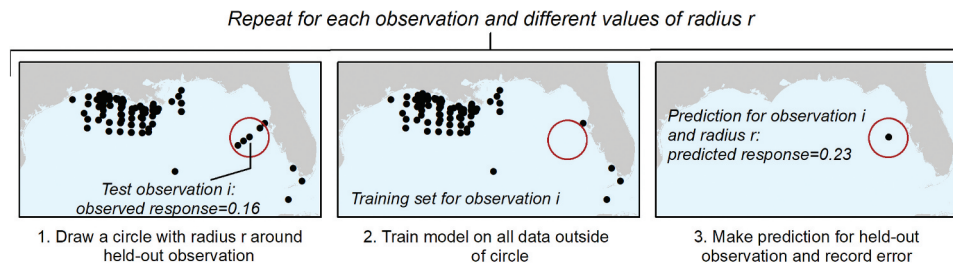 Repeat for each observation and different values of radius r
Test observation i:
observed response=0.16
Training set for observation i
Prediction for observation i
and radius r:
predicted response=0.23
1. Draw a circle with radius r around
held-out observation
2. Train model on all data outside
of circle
3. Make prediction for held-out
observation and record error